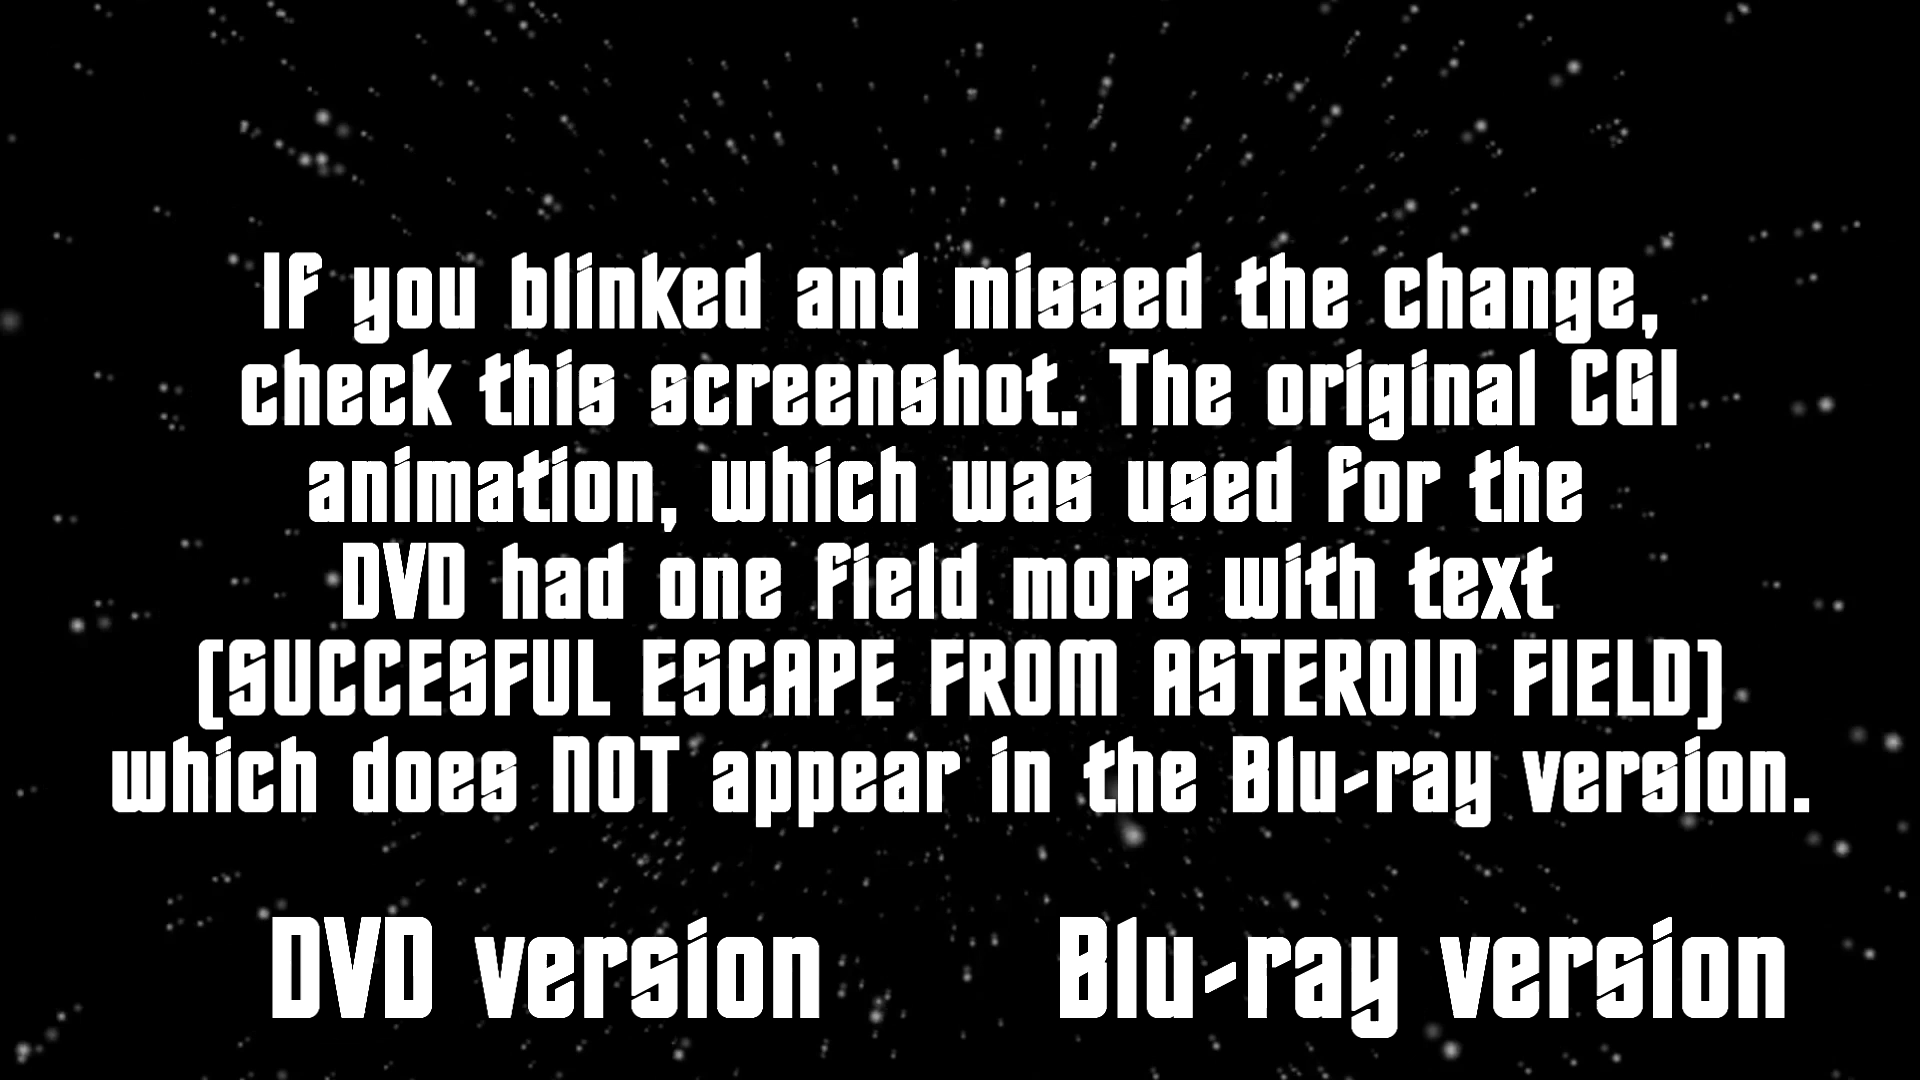 If you blinked and missed the change,
check this screenshot. The original CGI
animation, which was used for the
DVD had one field more with text
(SUCCESFUL ESCAPE FROM ASTEROID FIELD)
which does NOT appear in the Blu-ray version.
DVD version
Blu-ray version